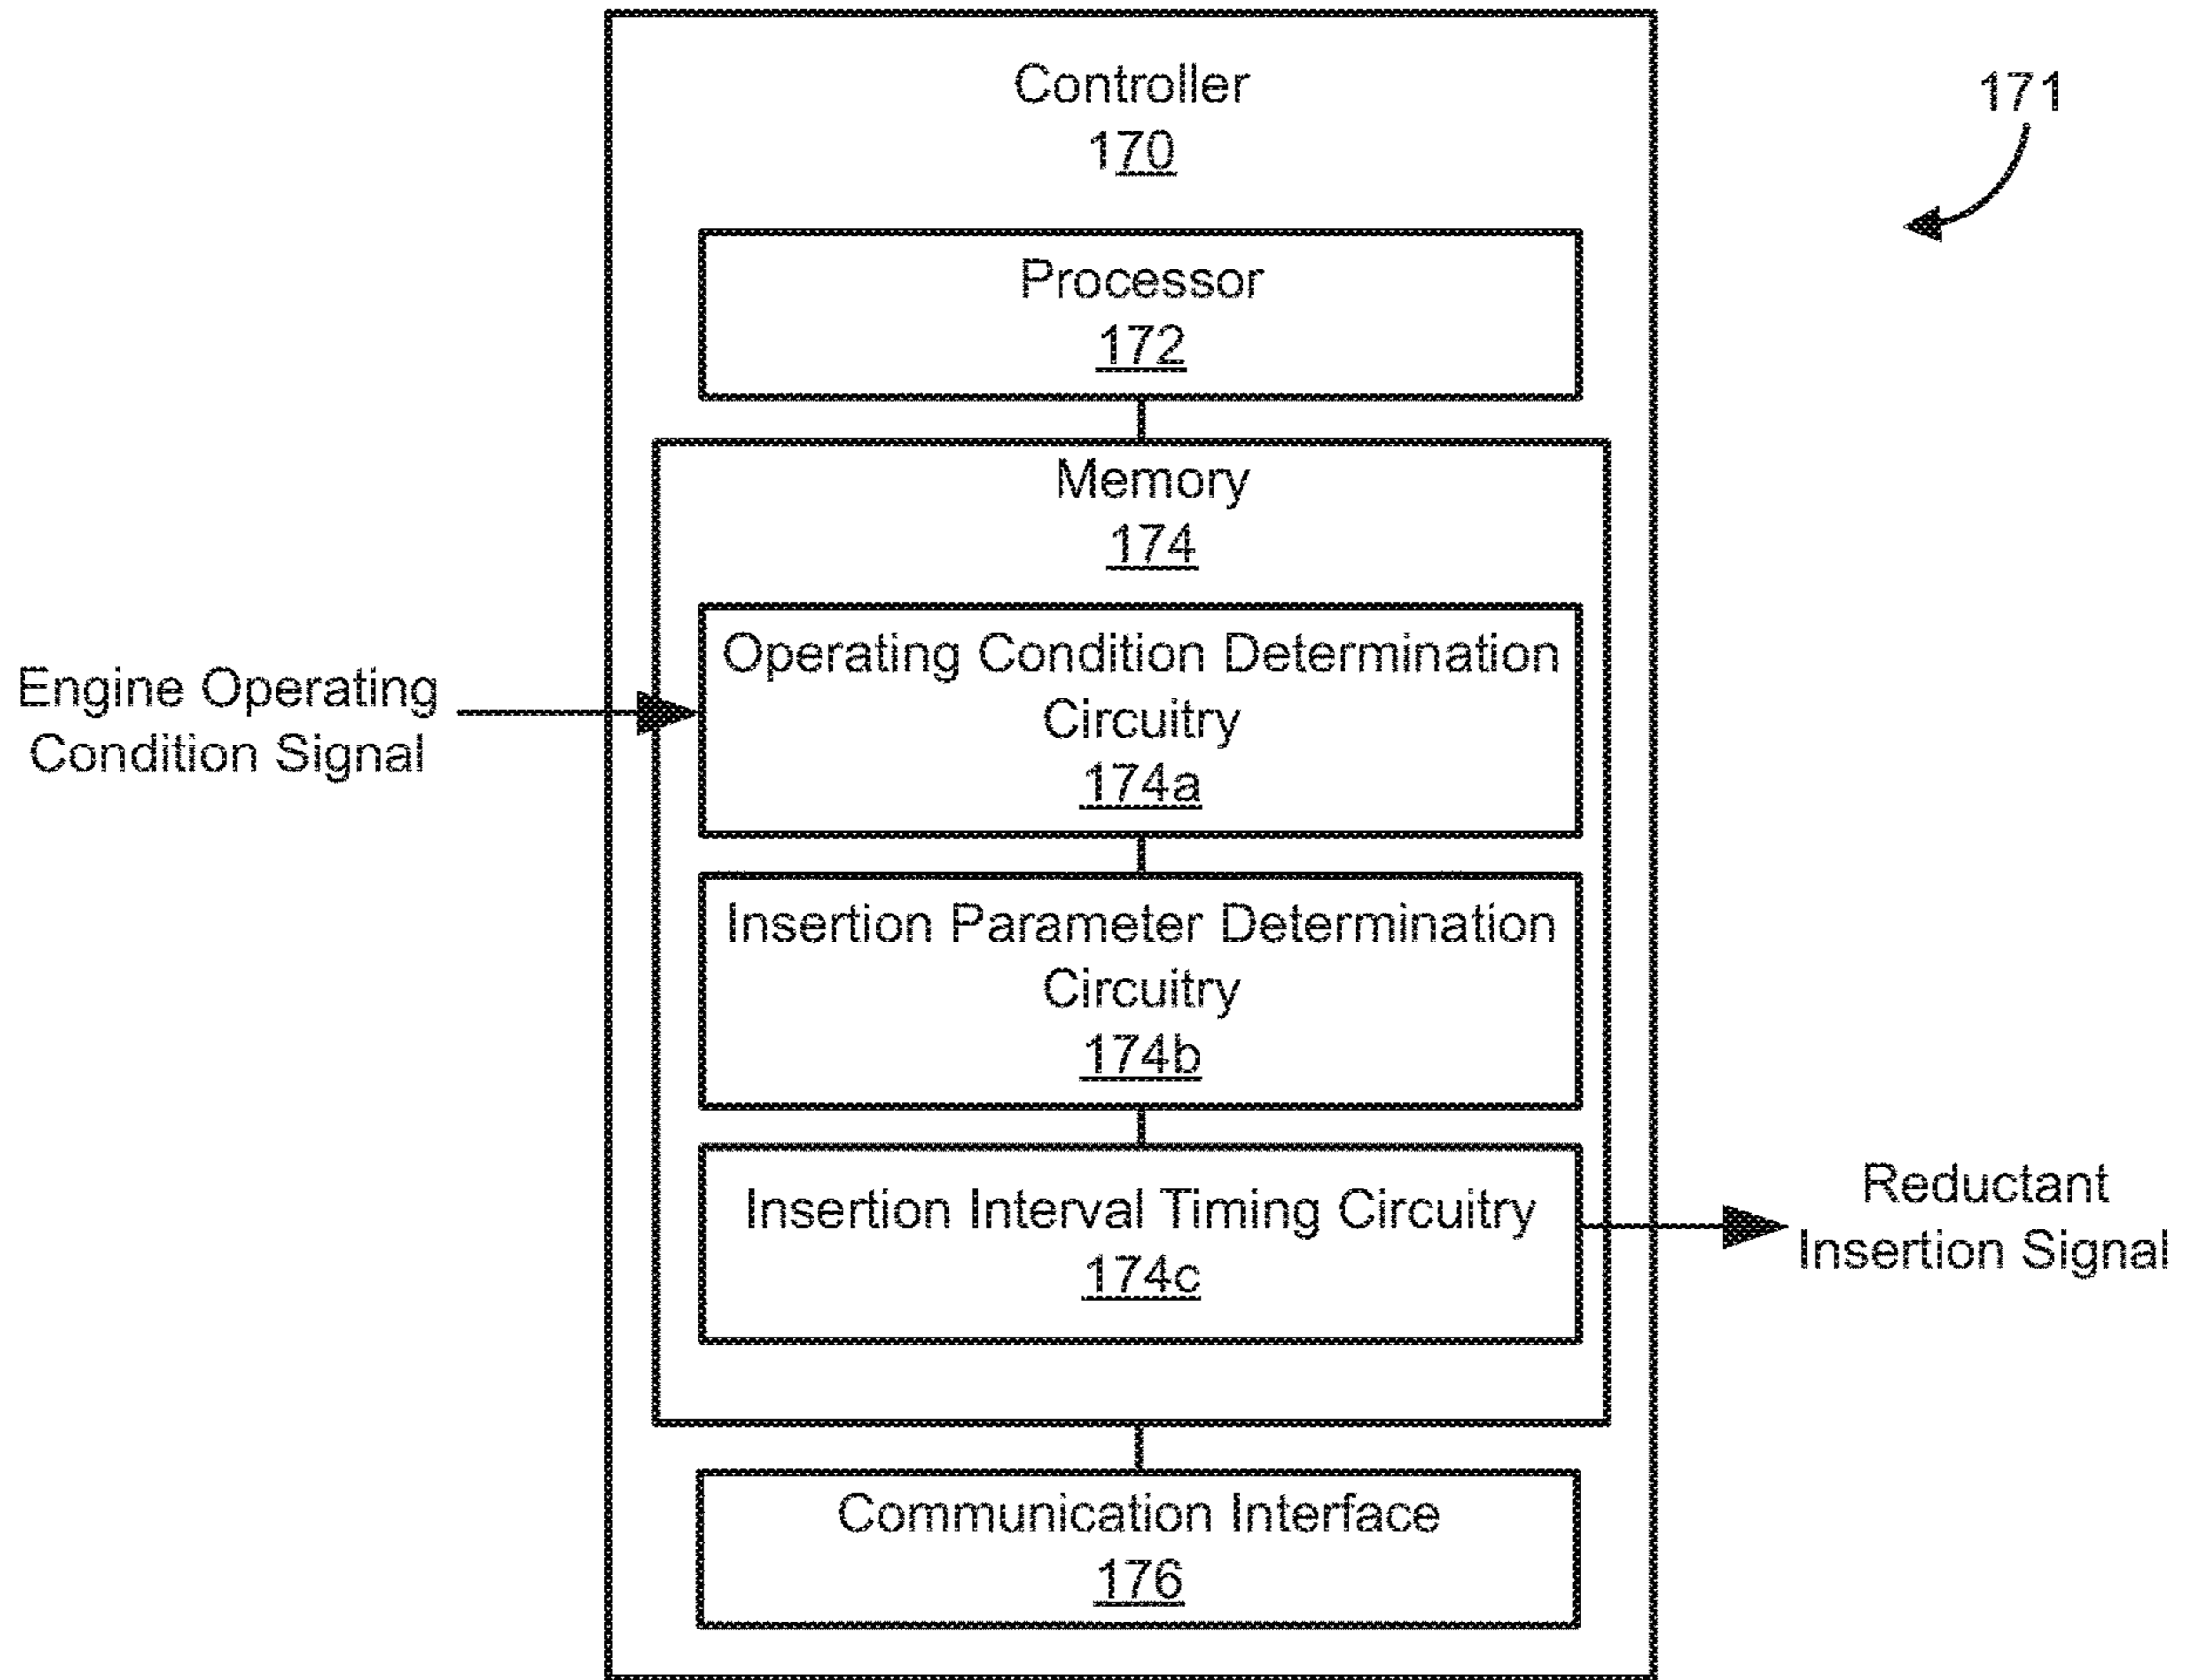 Controller
170
171
Processor
172
Memory
174
Engine Operating
Condition Signal
Operating Condition Determination
Circuitry
174a
Insertion Parameter Determination
Circuitry
174b
Insertion Interval Timing Circuitry
174c
Reductant
Insertion Signal
Communication Interface
176